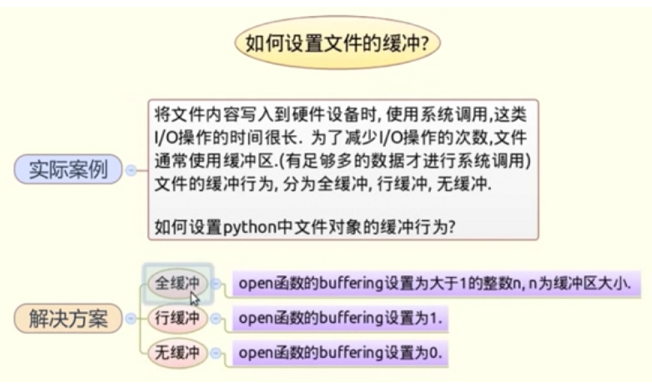 如何设置文件的缓冲?
实际案例
将文件内容写入到硬件设备时, 使用系统调用,这类
I/O操作的时间很长. 为了减少I/O操作的次数,文件
通常使用缓冲区.(有足够多的数据才进行系统调用)
文件的缓冲行为, 分为全缓冲, 行缓冲, 无缓冲.
如何设置python中文件对象的缓冲行为?
解决方案
全缓冲
open函数的buffering设置为大于1的整数n, n为缓冲区大小.
行缓冲
open函数的buffering设置为1.
无缓冲
open函数的buffering设置为0.